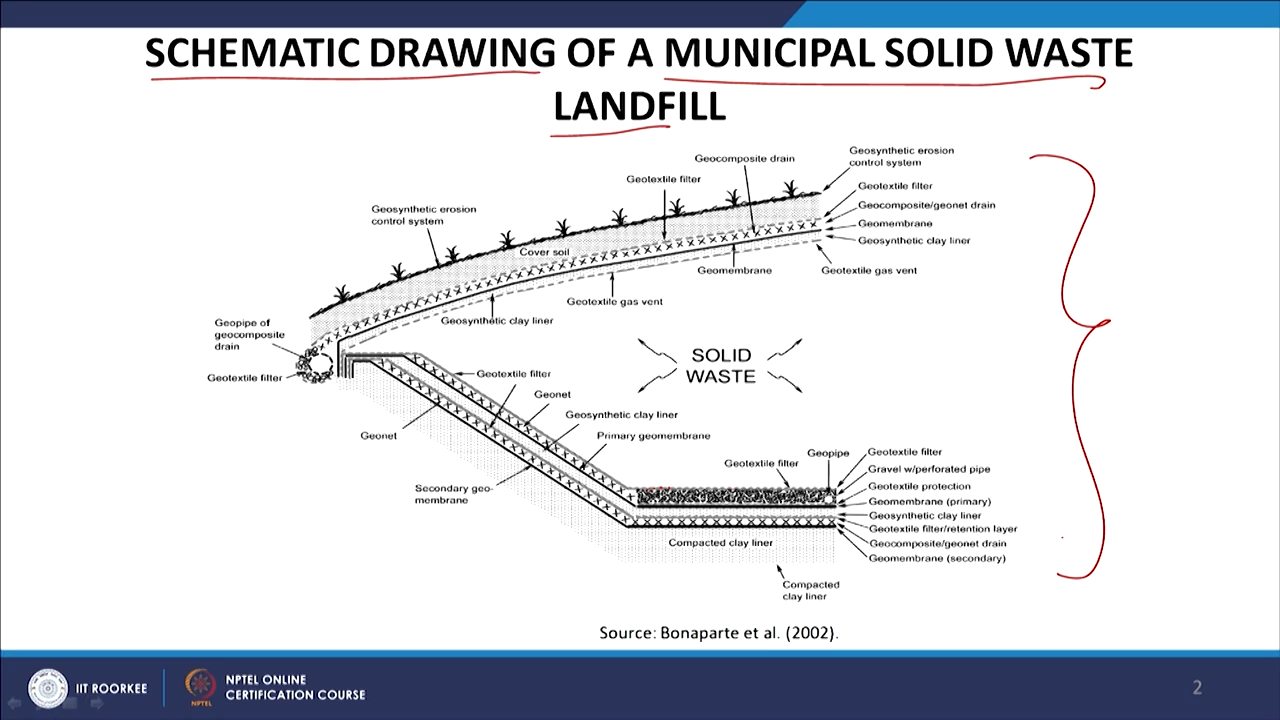 SCHEMATIC DRAWING OF A MUNICIPAL SOLID WASTE
LANDFILL
Geosynthetic erosion
control system
Geocomposite drain
Geotextile filter
Geotextile filter
Geocomposite/geonet drain
Geosynthetic erosion
control system
Geomembrane
Geosynthetic clay liner
Cover soil
Geomembrane
Geotextile gas vent
Geotextile gas vent
Geosynthetic clay liner
Geopipe of
geocomposite
drain
Geotextile filter
SOLID
WASTE
Geotextile filter
Geonet
Geosynthetic clay liner
Geonet
Primary geomembrane
Secondary geo-
membrane
Geotextile filter
Geopipe
Geotextile filter
Gravel w/perforated pipe
Geotextile protection
Geomembrane (primary)
Geosynthetic clay liner
Geotextile filter/retention layer
Geocomposite/geonet drain
Geomembrane (secondary)
Compacted clay liner
Compacted
clay liner
Source: Bonaparte et al. (2002).
IIT ROORKEE
NPTEL
NPTEL ONLINE
CERTIFICATION COURSE
2